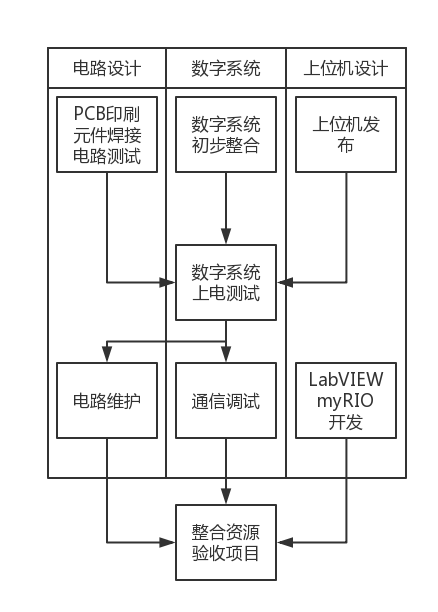 电路设计
数字系统
上位机设计
PCB印刷
元件焊接
电路测试
数字系统
初步整合
上位机发
布
数字系统
上电测试
电路维护
通信调试
LabVIEW
myRIO
开发
整合资源
验收项目